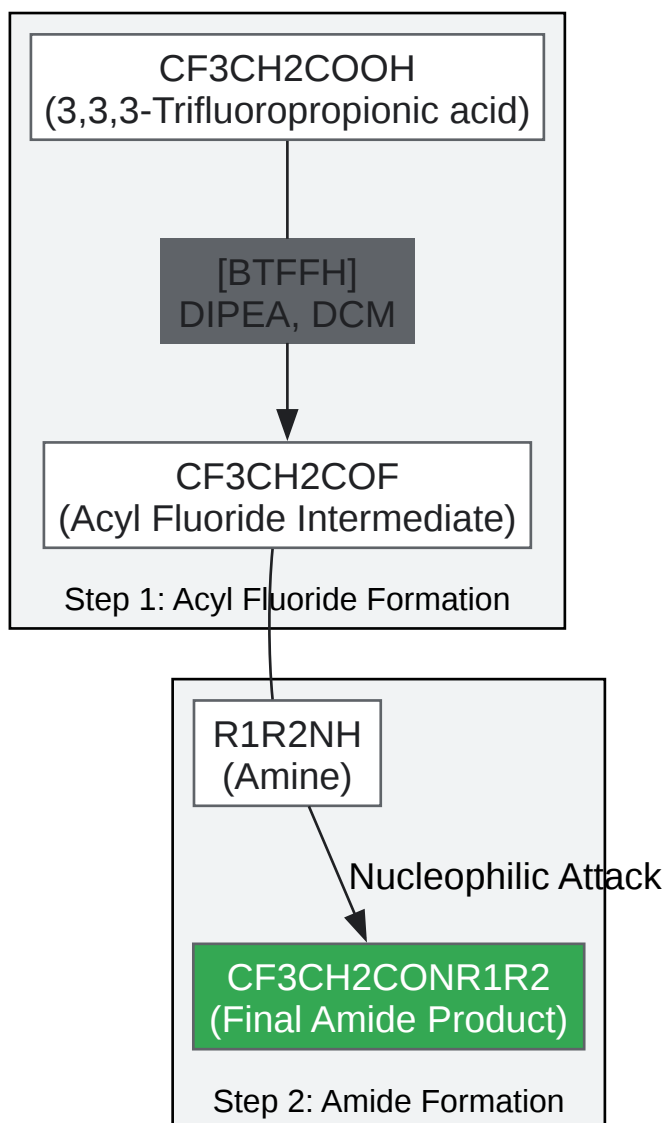 CF3CH2COOH
(3,3,3-Trifluoropropionic acid)
[BTFFH]
DIPEA, DCM
CF3CH2COF
(Acyl Fluoride Intermediate)
Step 1: Acyl Fluoride Formation
R1R2NH
(Amine)
Nucleophilic Attack
CF3CH2CONR1R2
(Final Amide Product)
Step 2: Amide Formation